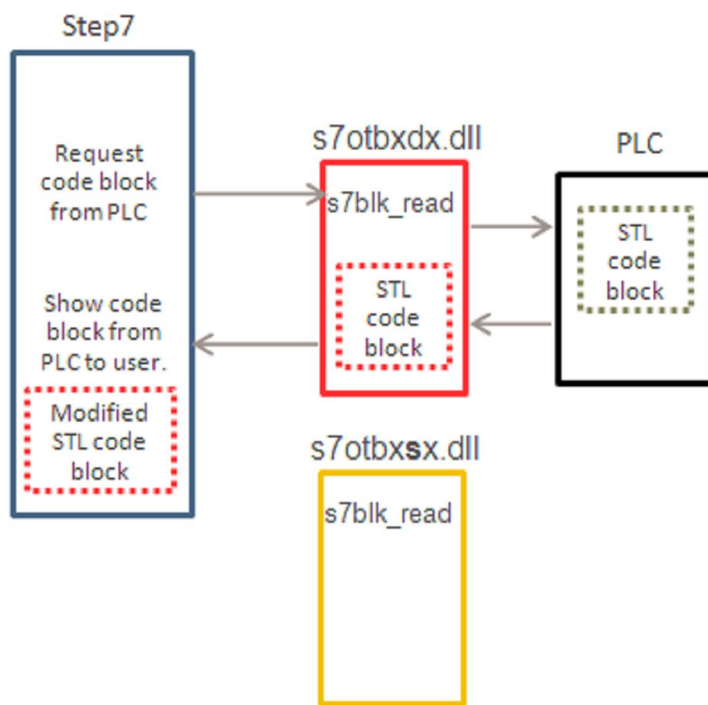 Step7
Request
code block
from PLC
Show code
block from
PLC to user.
Modified
STL code
block
s7otbxdx.dll
s7blk_read
STL
code
block
PLC
STL
code
block
s7otbxsx.dll
s7blk_read